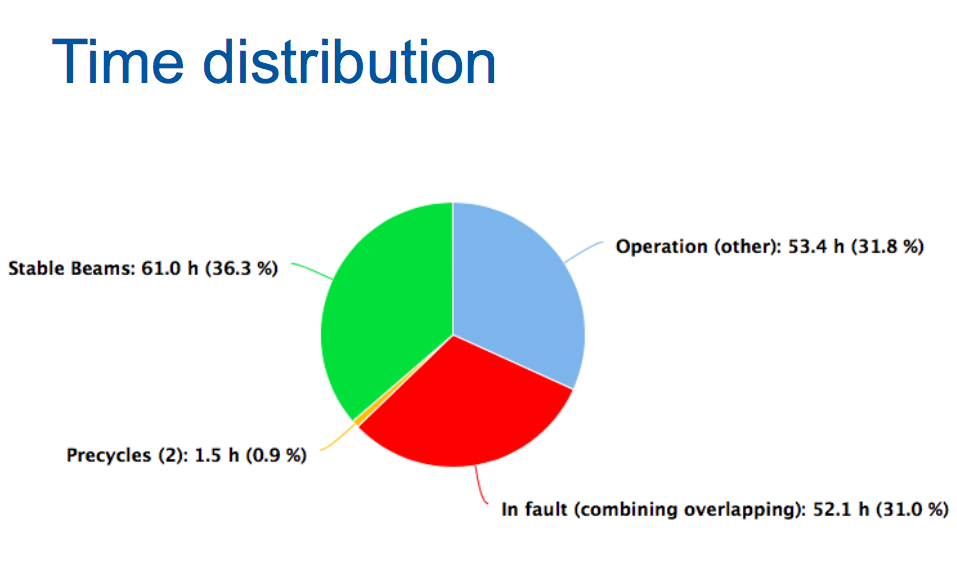 Time distribution
Operation (other): 53.4 h (31.8 %)
Stable Beams: 61.0 h (36.3 %)
Precycles (2): 1.5 h (0.9 %)
In fault (combining overlapping): 52.1 h (31.0 %)